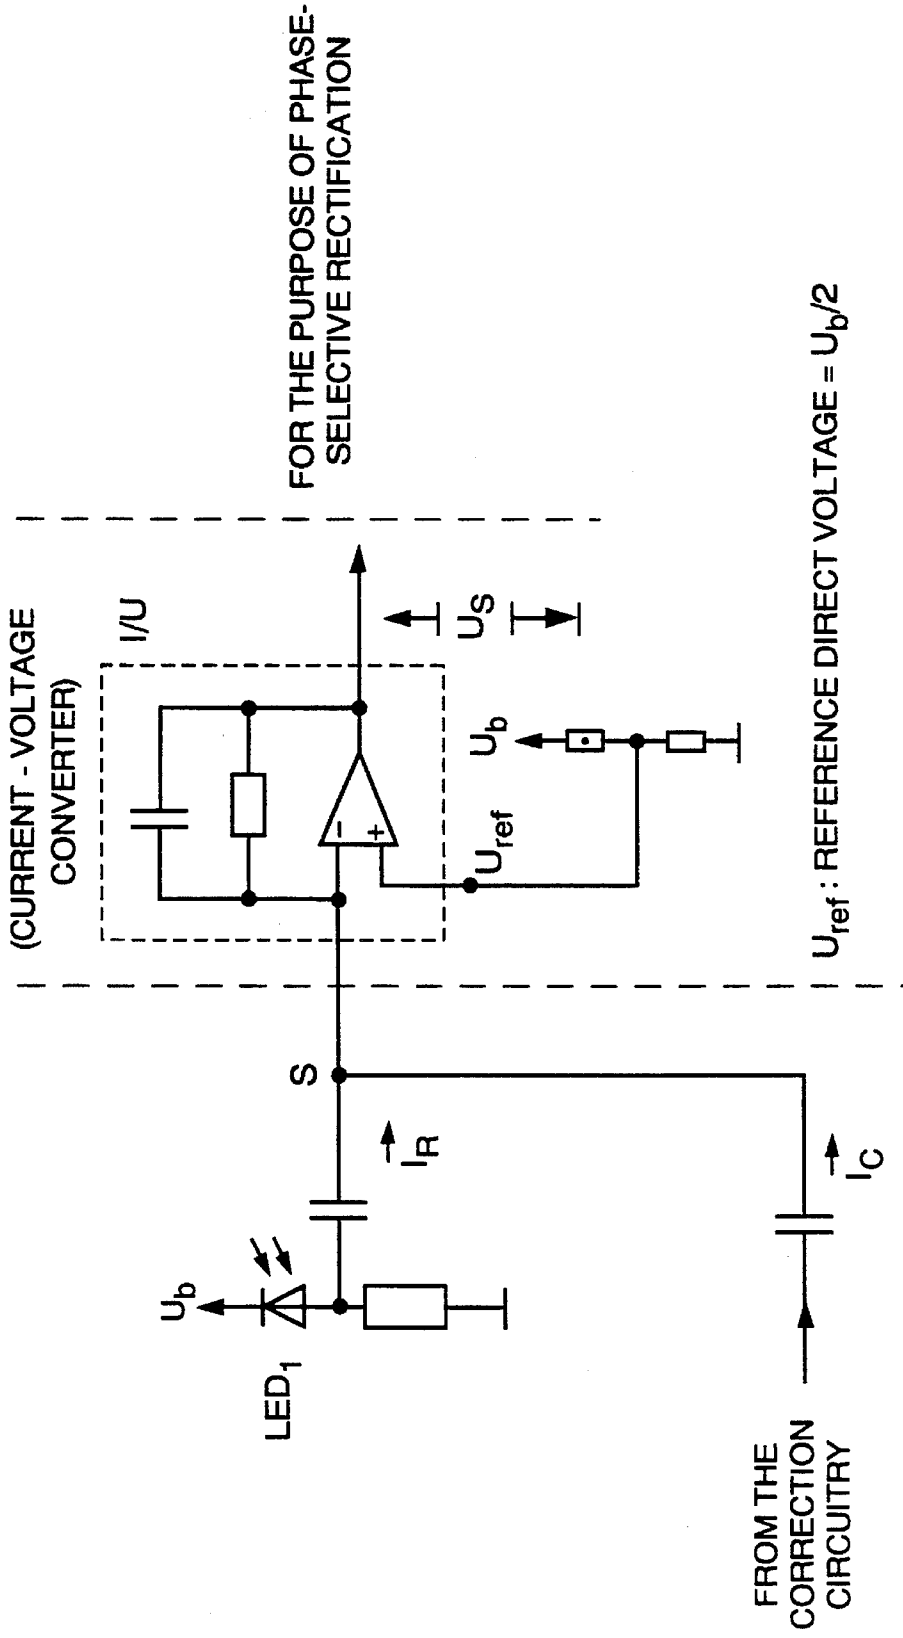 (CURRENT - VOLTAGE
CONVERTER)
I/U
FOR THE PURPOSE OF PHASE-
SELECTIVE RECTIFICATION
U_b
LED_1
S
I_R
−
+
U_S
U_ref
U_b
FROM THE
CORRECTION
CIRCUITRY
I_C
U_ref : REFERENCE DIRECT VOLTAGE = U_b/2